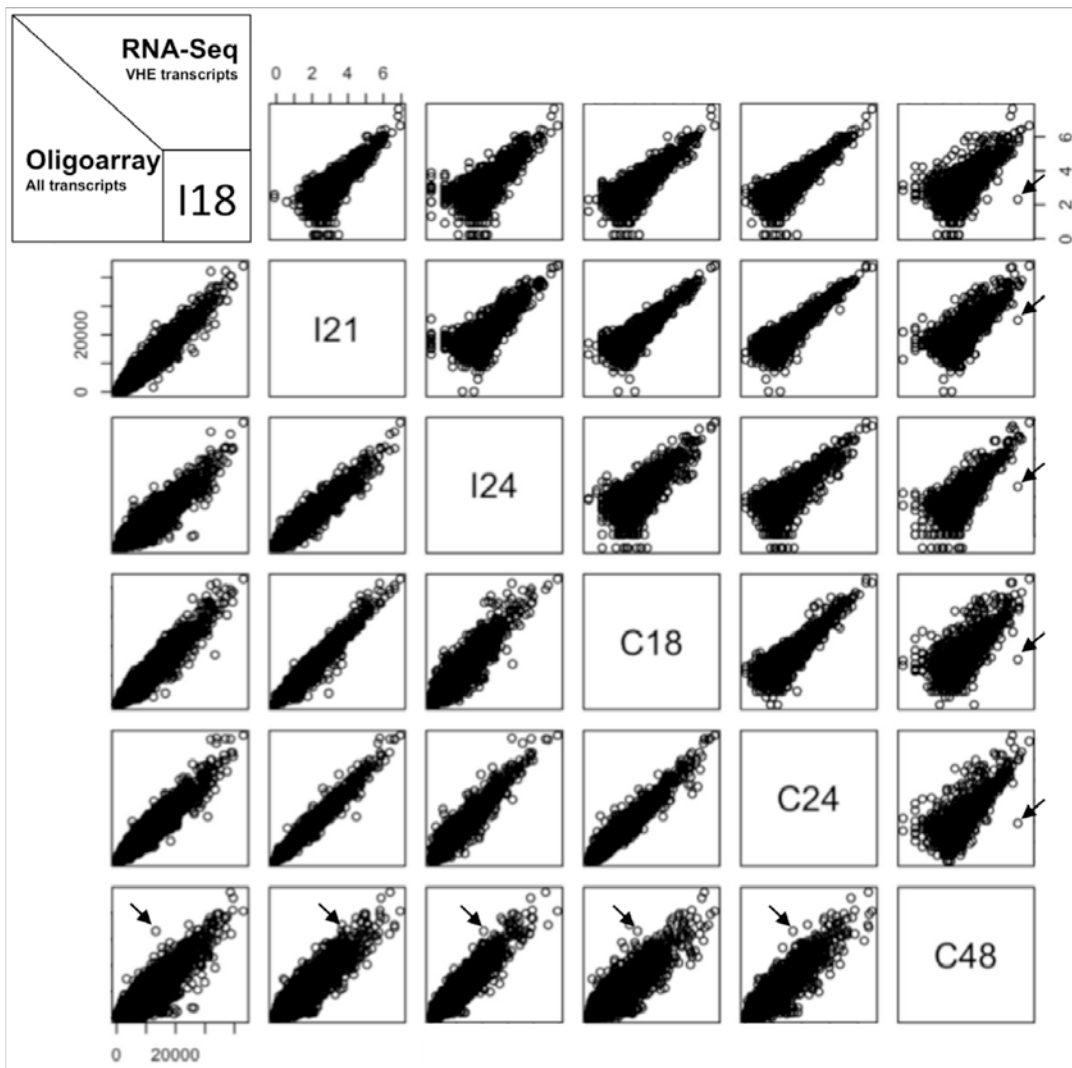 RNA-Seq
VHE transcripts
Oligoarray
All transcripts
I18
0 2 4 6
0 2 4 6
I21
0 20000
I24
C18
C24
C48
0 20000